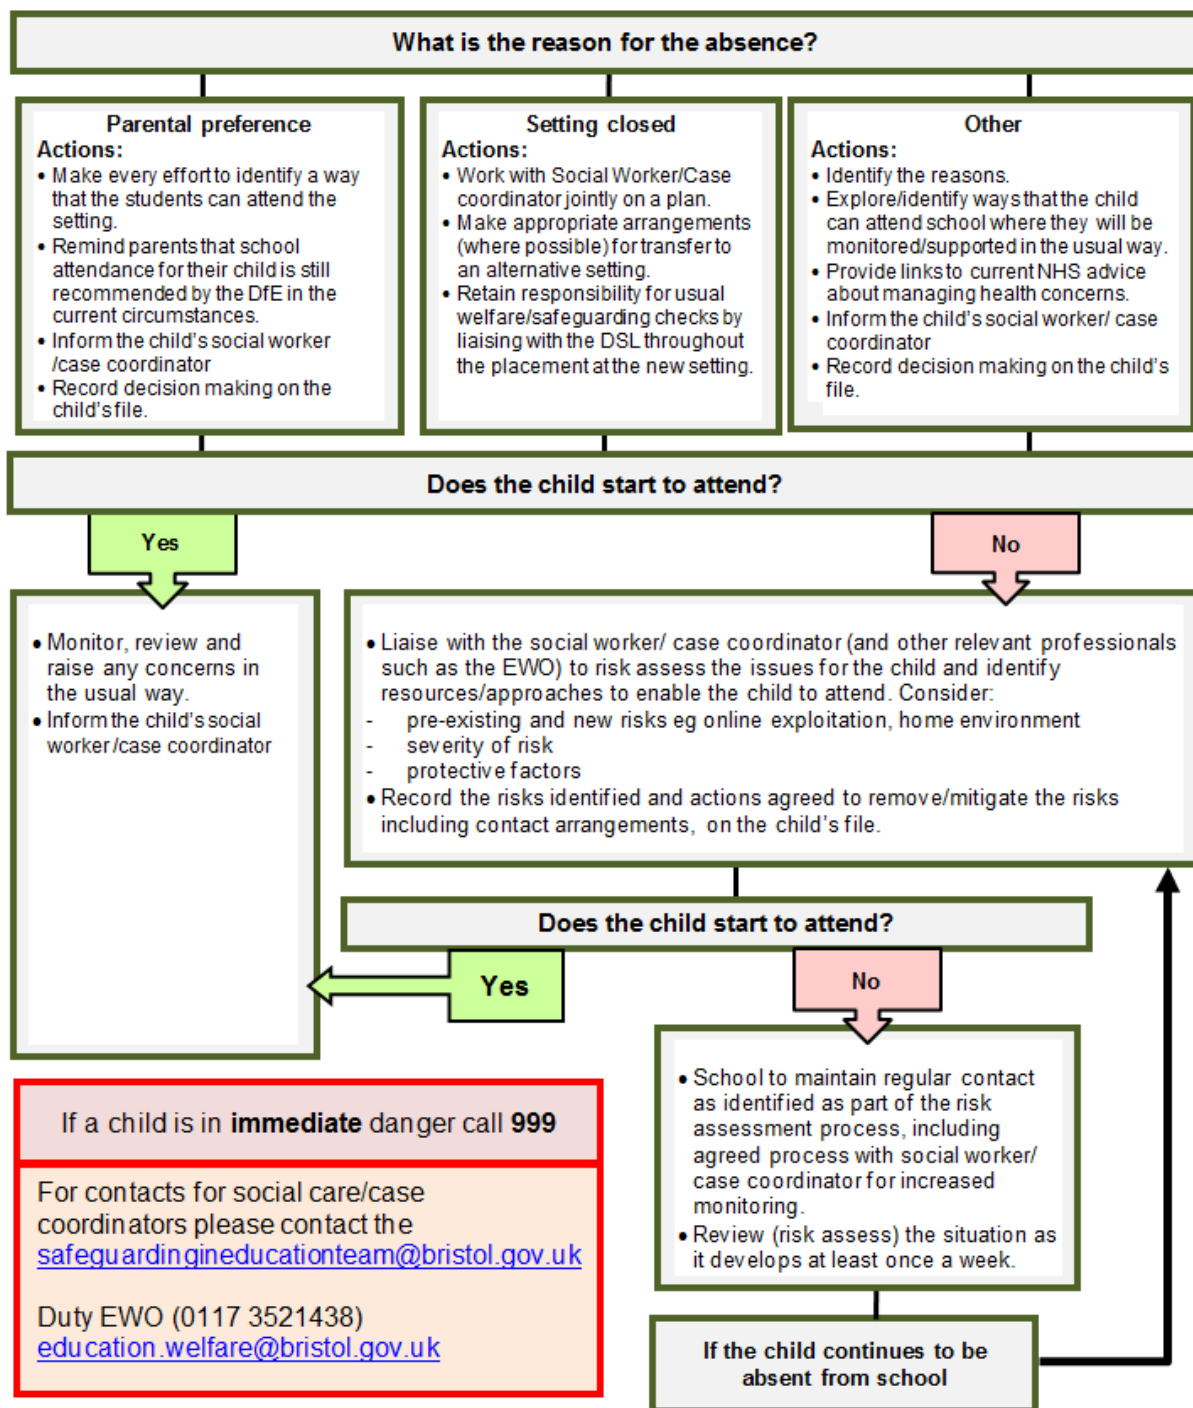 What is the reason for the absence?
Parental preference
Actions:
• Make every effort to identify a way
that the students can attend the
setting.
• Remind parents that school
attendance for their child is still
recommended by the DfE in the
current circumstances.
• Inform the child's social worker
/case coordinator
• Record decision making on the
child's file.
Setting closed
Actions:
• Work with Social Worker/Case
coordinator jointly on a plan.
• Make appropriate arrangements
(where possible) for transfer to
an alternative setting.
• Retain responsibility for usual
welfare/safeguarding checks by
liaising with the DSL throughout
the placement at the new setting.
Other
Actions:
• Identify the reasons.
• Explore/identify ways that the child
can attend school where they will be
monitored/supported in the usual way.
• Provide links to current NHS advice
about managing health concerns.
• Inform the child's social worker/ case
coordinator
• Record decision making on the child's
file.
Does the child start to attend?
Yes
No
• Monitor, review and
raise any concerns in
the usual way.
• Inform the child's social
worker/case coordinator
• Liaise with the social worker/ case coordinator (and other relevant professionals
such as the EWO) to risk assess the issues for the child and identify
resources/approaches to enable the child to attend. Consider:
- pre-existing and new risks eg online exploitation, home environment
- severity of risk
- protective factors
• Record the risks identified and actions agreed to remove/mitigate the risks
including contact arrangements, on the child's file.
Does the child start to attend?
Yes
No
• School to maintain regular contact
as identified as part of the risk
assessment process, including
agreed process with social worker/
case coordinator for increased
monitoring.
• Review (risk assess) the situation as
it develops at least once a week.
If the child continues to be
absent from school
If a child is in immediate danger call 999
For contacts for social care/case
coordinators please contact the
safeguardingineducationteam@bristol.gov.uk
Duty EWO (0117 3521438)
education.welfare@bristol.gov.uk